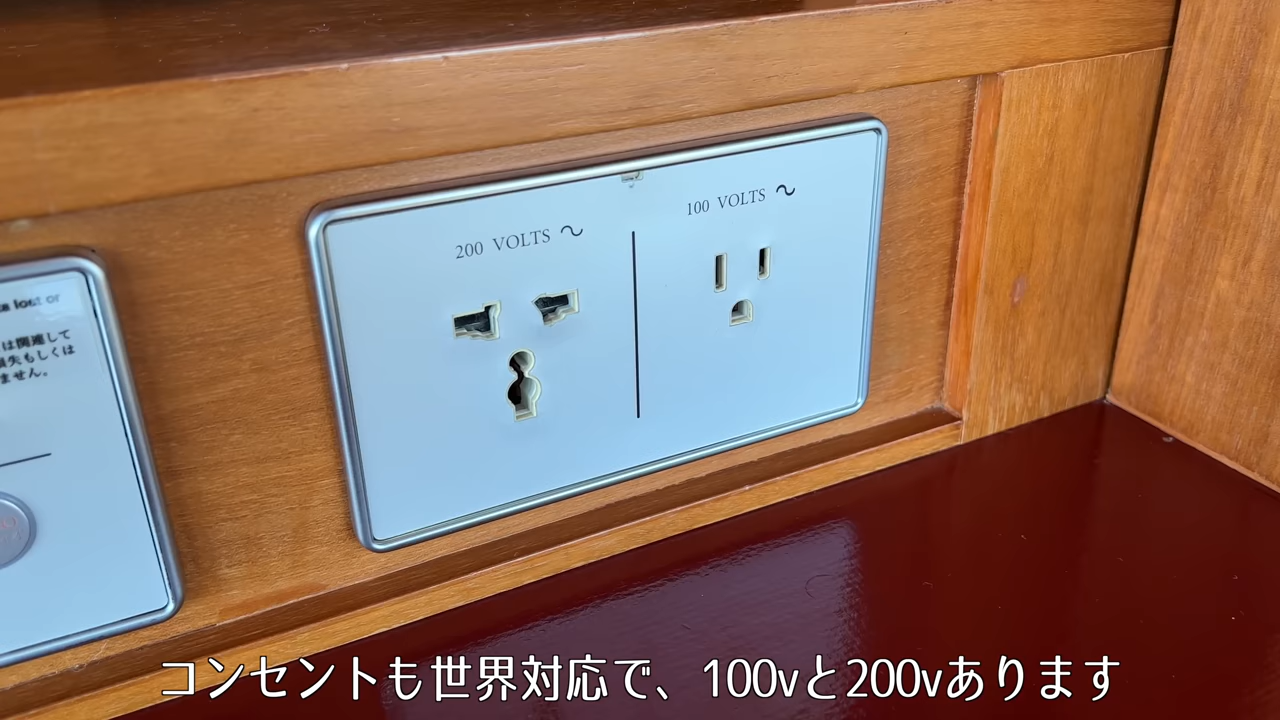 200 VOLTS ～
100 VOLTS ～
lost or
は関連して
失もしくは
ません。
コンセントも世界対応で、100vと200vあります